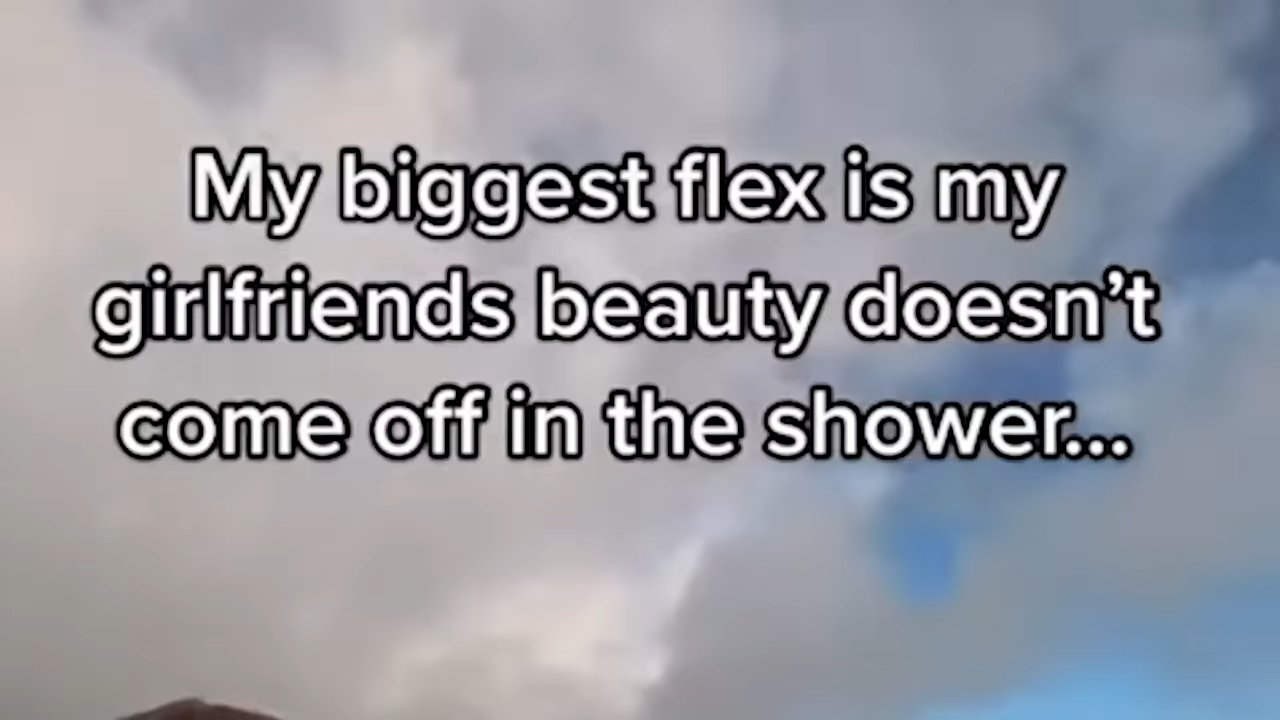 My biggest flex is my
girlfriends beauty doesn’t
come off in the shower...